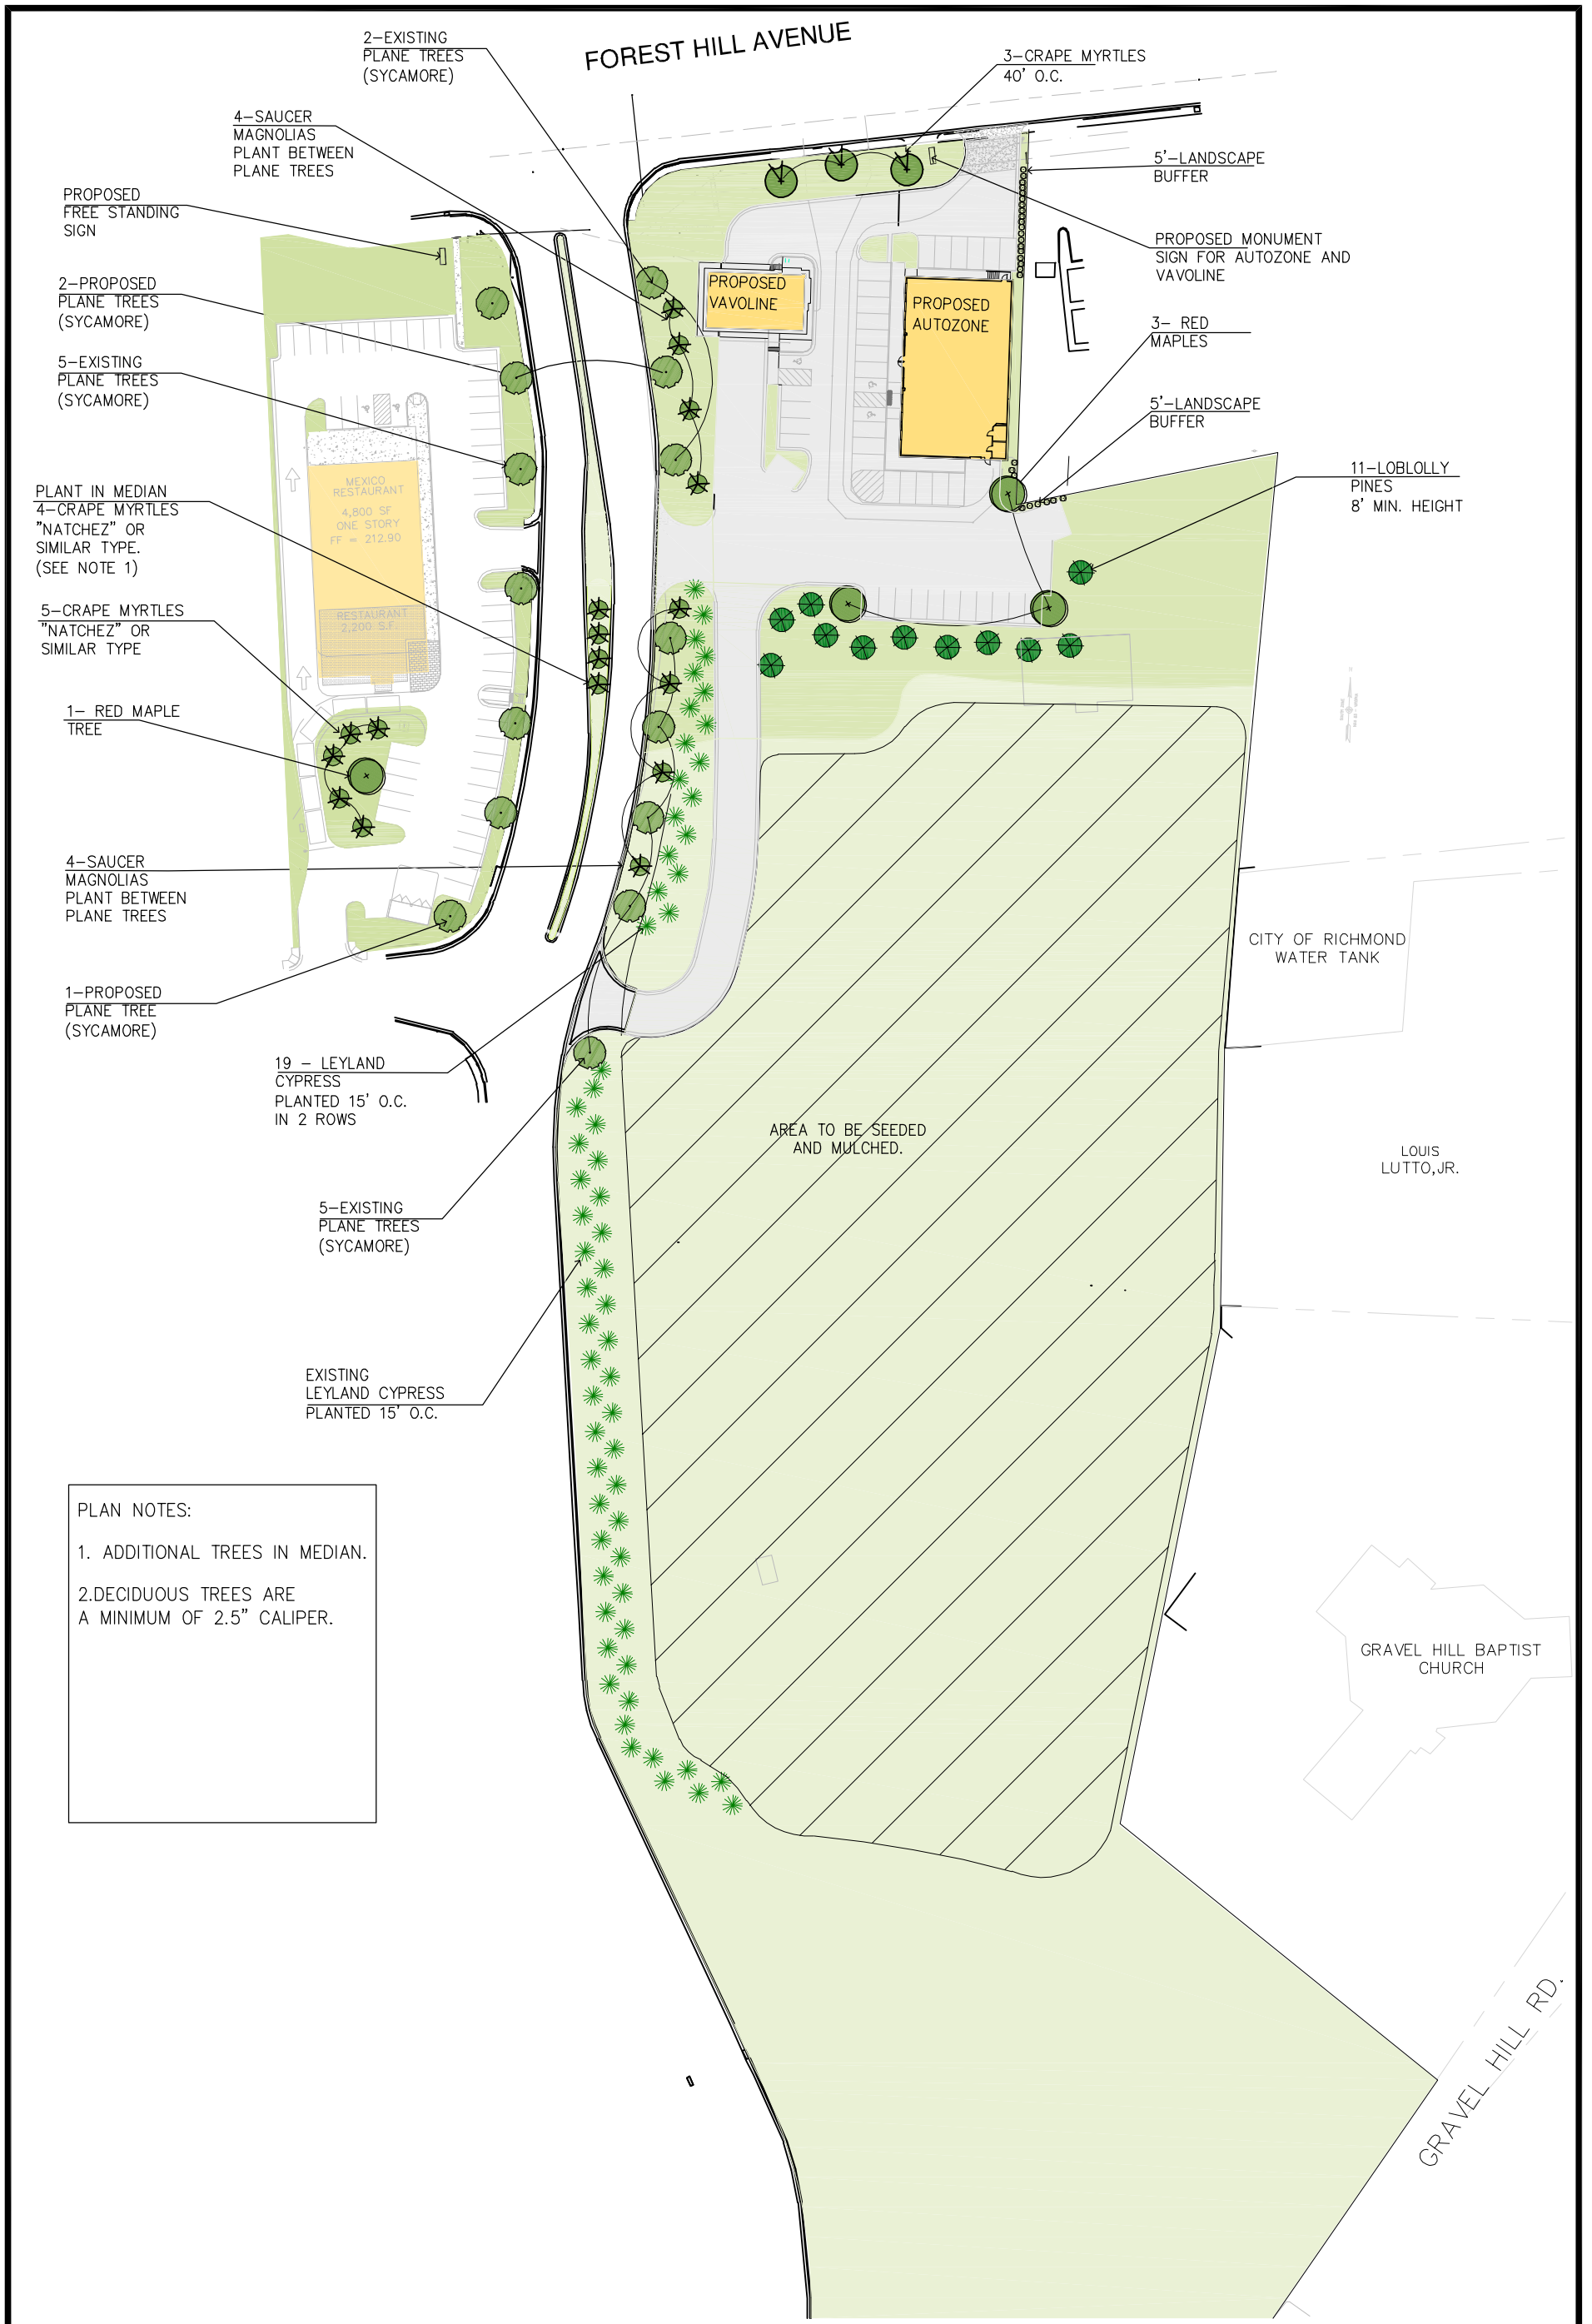 FOREST HILL AVENUE
2-EXISTING
PLANE TREES
(SYCAMORE)
3-CRAPE MYRTLES
40' O.C.
4-SAUCER
MAGNOLIAS
PLANT BETWEEN
PLANE TREES
5'-LANDSCAPE
BUFFER
PROPOSED
FREE STANDING
SIGN
PROPOSED MONUMENT
SIGN FOR AUTOZONE AND
VAVOLINE
2-PROPOSED
PLANE TREES
(SYCAMORE)
PROPOSED
VAVOLINE
PROPOSED
AUTOZONE
3- RED
MAPLES
5-EXISTING
PLANE TREES
(SYCAMORE)
5'-LANDSCAPE
BUFFER
11-LOBLOLLY
PINES
8' MIN. HEIGHT
PLANT IN MEDIAN
4-CRAPE MYRTLES
"NATCHEZ" OR
SIMILAR TYPE.
(SEE NOTE 1)
MEXICO
RESTAURANT
4,800 SF
ONE STORY
FF = 212.90
RESTAURANT
2,200 S.F.
5-CRAPE MYRTLES
"NATCHEZ" OR
SIMILAR TYPE
1- RED MAPLE
TREE
4-SAUCER
MAGNOLIAS
PLANT BETWEEN
PLANE TREES
CITY OF RICHMOND
WATER TANK
1-PROPOSED
PLANE TREE
(SYCAMORE)
19 - LEYLAND
CYPRESS
PLANTED 15' O.C.
IN 2 ROWS
AREA TO BE SEEDED
AND MULCHED.
LOUIS
LUTTO,JR.
5-EXISTING
PLANE TREES
(SYCAMORE)
EXISTING
LEYLAND CYPRESS
PLANTED 15' O.C.
PLAN NOTES:
1. ADDITIONAL TREES IN MEDIAN.
2.DECIDUOUS TREES ARE
A MINIMUM OF 2.5" CALIPER.
GRAVEL HILL BAPTIST
CHURCH
GRAVEL HILL RD.